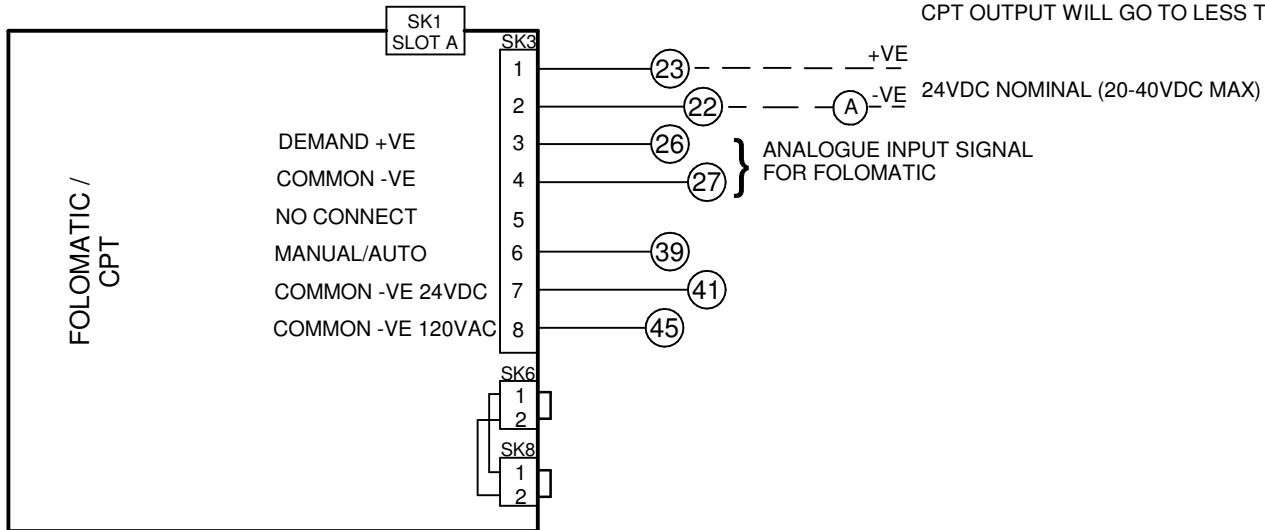 CPT OUTPUT WILL GO TO LESS
SK1
SLOT A
SK3
1 23 +VE
2 22 A -VE 24VDC NOMINAL (20-40VDC MAX)
DEMAND +VE 3 26
COMMON -VE 4 27
} ANALOGUE INPUT SIGNAL
FOR FOLOMATIC
NO CONNECT 5
MANUAL/AUTO 6 39
COMMON -VE 24VDC 7 41
COMMON -VE 120VAC 8 45
FOLOMATIC /
CPT
SK6
1
2
SK8
1
2